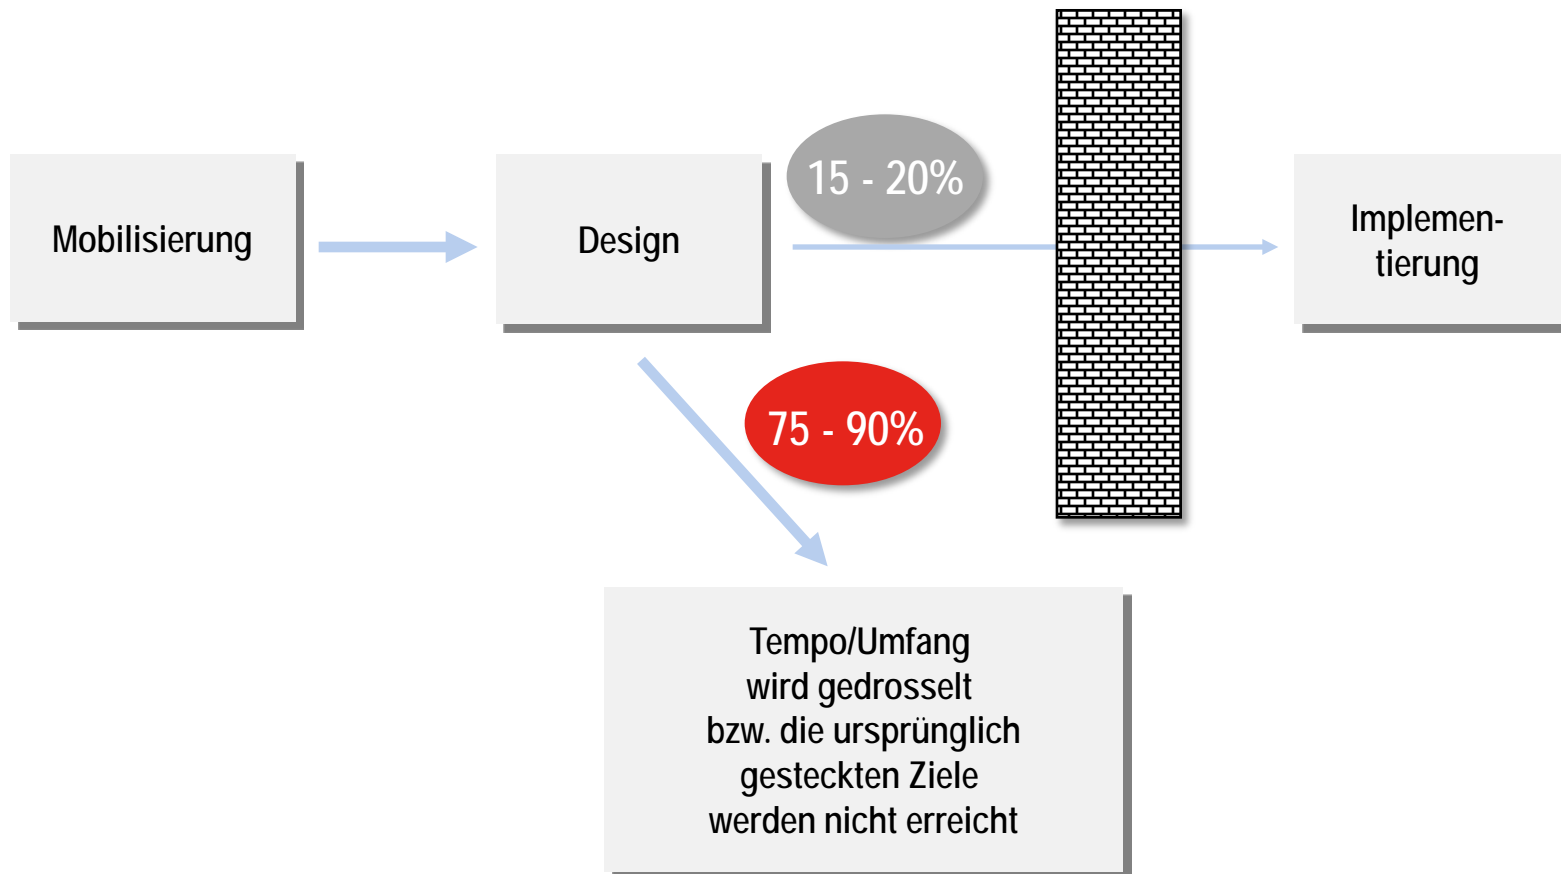 Mobilisierung
Design
15 - 20%
Implemen-
tierung
75 - 90%
Tempo/Umfang
wird gedrosselt
bzw. die ursprünglich
gesteckten Ziele
werden nicht erreicht